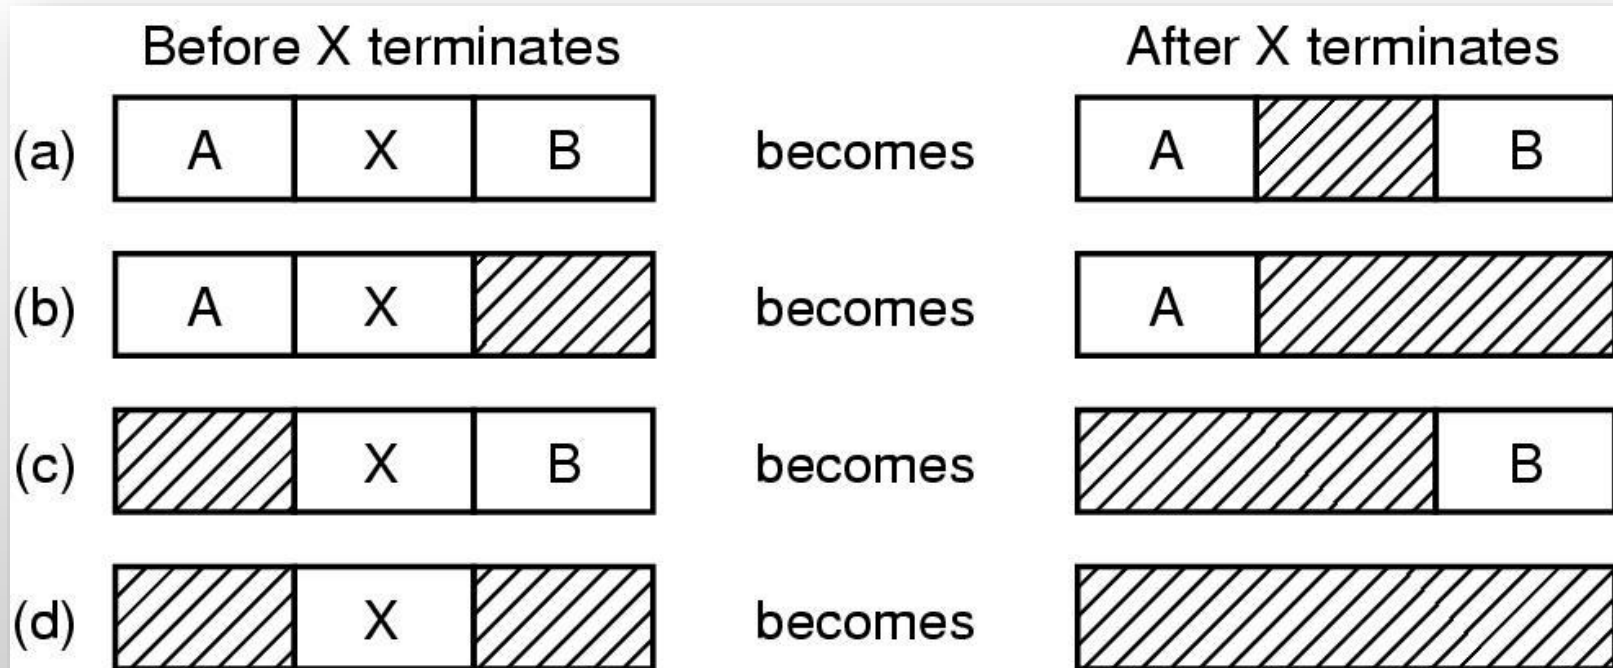 Before X terminates After X terminates
(a) A X B becomes A B
(b) A X becomes A
(c) X B becomes B
(d) X becomes